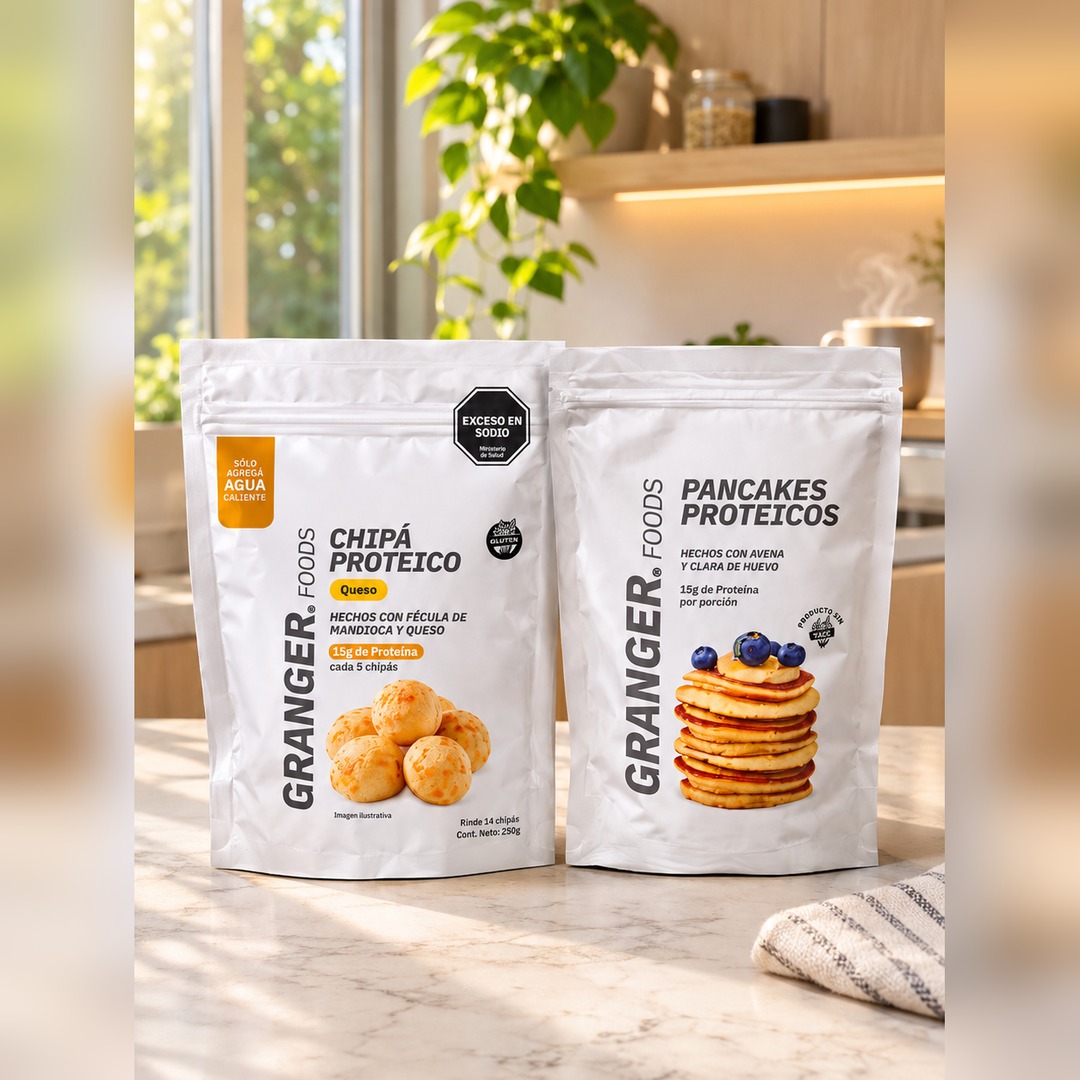 SÓLO
AGREGÁ
AGUA
CALIENTE
EXCESO EN
SODIO
Ministerio
de Salud
GRANGER® FOODS
CHIPÁ
PROTEICO
GLUTEN
Queso
HECHOS CON FÉCULA DE
MANDIOCA Y QUESO
15g de Proteína
cada 5 chipás
Imagen ilustrativa
Rinde 14 chipás
Cont. Neto: 250g
GRANGER® FOODS
PANCAKES
PROTEICOS
HECHOS CON AVENA
Y CLARA DE HUEVO
15g de Proteína
por porción
PRODUCTO SIN
TACC